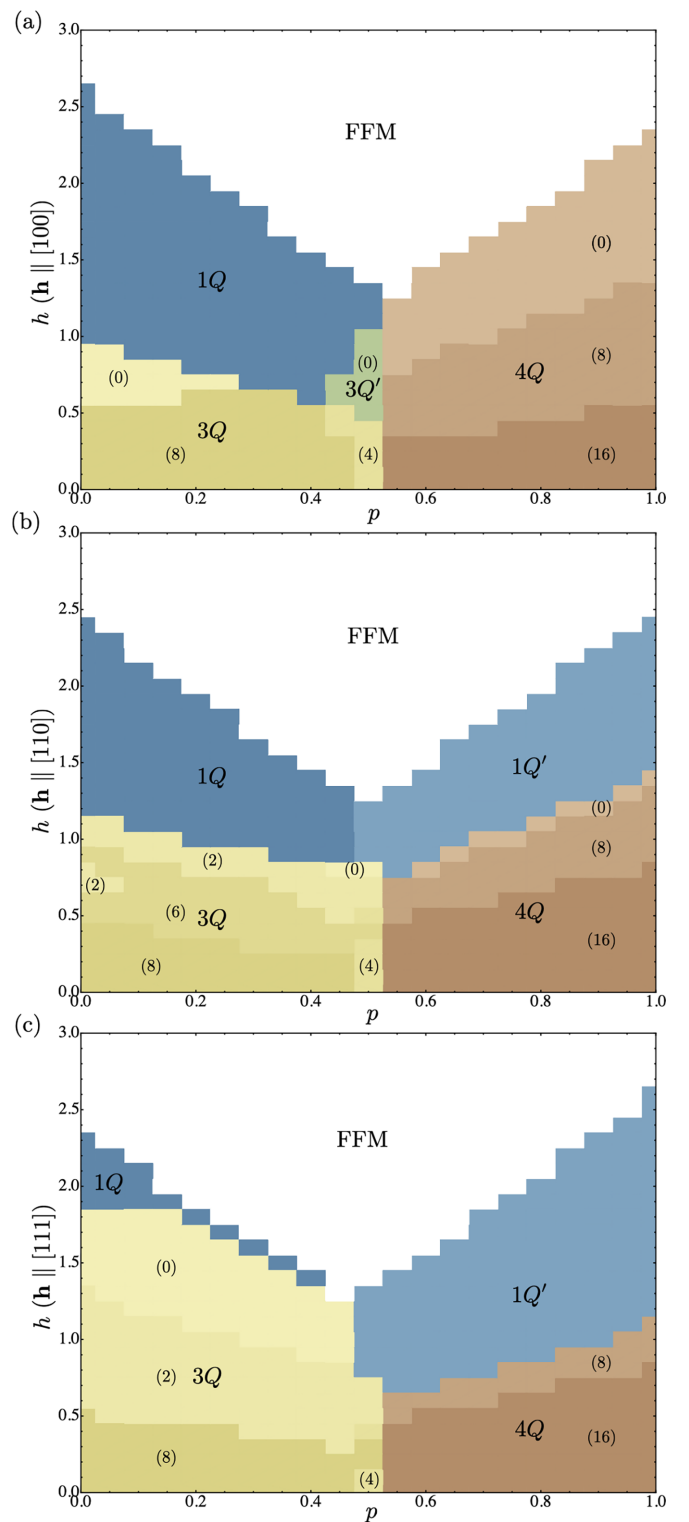 (a)
3.0
2.5
FFM
2.0
h (h ∥ [100])
(0)
1.5
1Q
1.0
(0)
(8)
(0)
3Q′
4Q
0.5
3Q
(8)
(4)
(16)
0.0
0.0 0.2 0.4 0.6 0.8 1.0
p
(b)
3.0
2.5
FFM
2.0
h (h ∥ [110])
1.5
1Q
1Q′
1.0
(0)
(2)
(0)
(8)
(2)
(6)
3Q
4Q
0.5
(8)
(4)
(16)
0.0
0.0 0.2 0.4 0.6 0.8 1.0
p
(c)
3.0
2.5
FFM
2.0
1Q
h (h ∥ [111])
1.5
(0)
1Q′
1.0
(2)
3Q
(8)
0.5
4Q
(8)
(4)
(16)
0.0
0.0 0.2 0.4 0.6 0.8 1.0
p